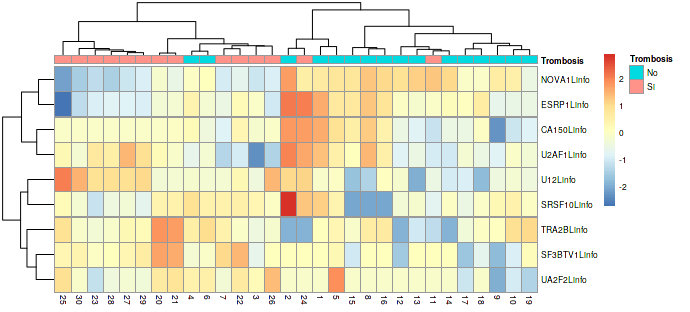 Trombosis
NOVA1Linfo
ESRP1Linfo
CA150Linfo
U2AF1Linfo
U12Linfo
SRSF10Linfo
TRA2BLinfo
SF3BTV1Linfo
UA2F2Linfo
25 30 23 28 27 29 20 21 4 6 7 22 3 26 2 24 1 5 15 8 16 12 13 11 14 17 18 9 10 19
2
1
0
-1
-2
Trombosis
No
SI